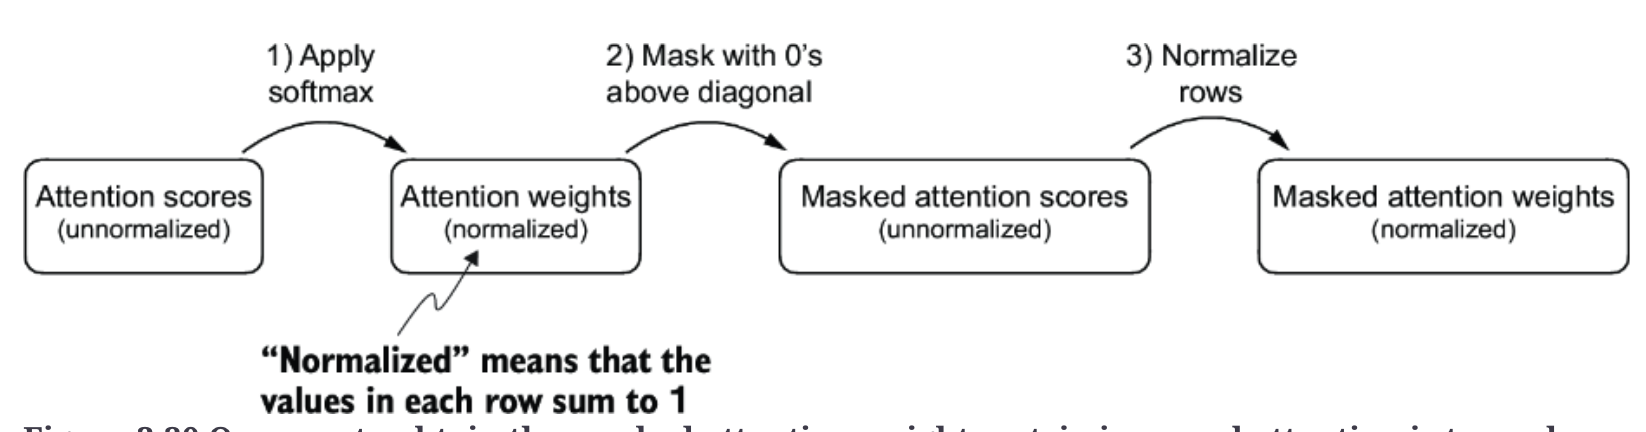 1) Apply
softmax
2) Mask with 0’s
above diagonal
3) Normalize
rows
Attention scores
(unnormalized)
Attention weights
(normalized)
Masked attention scores
(unnormalized)
Masked attention weights
(normalized)
“Normalized” means that the
values in each row sum to 1